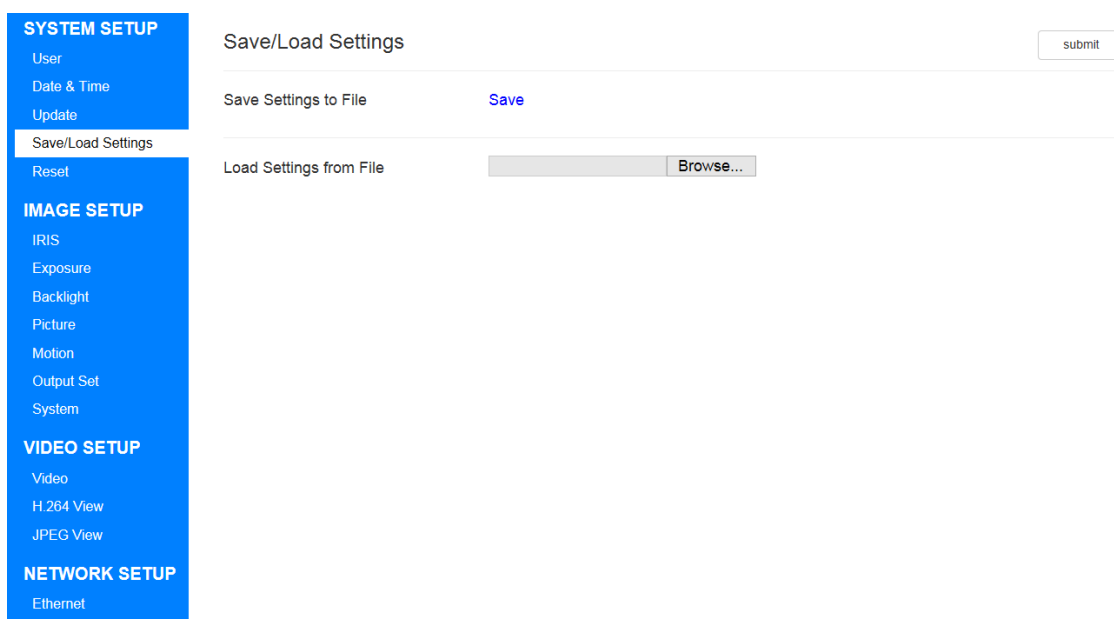 SYSTEM SETUP
User
Date & Time
Update
Save/Load Settings
Reset
IMAGE SETUP
IRIS
Exposure
Backlight
Picture
Motion
Output Set
System
VIDEO SETUP
Video
H.264 View
JPEG View
NETWORK SETUP
Ethernet
Save/Load Settings
submit
Save Settings to File Save
Load Settings from File Browse...